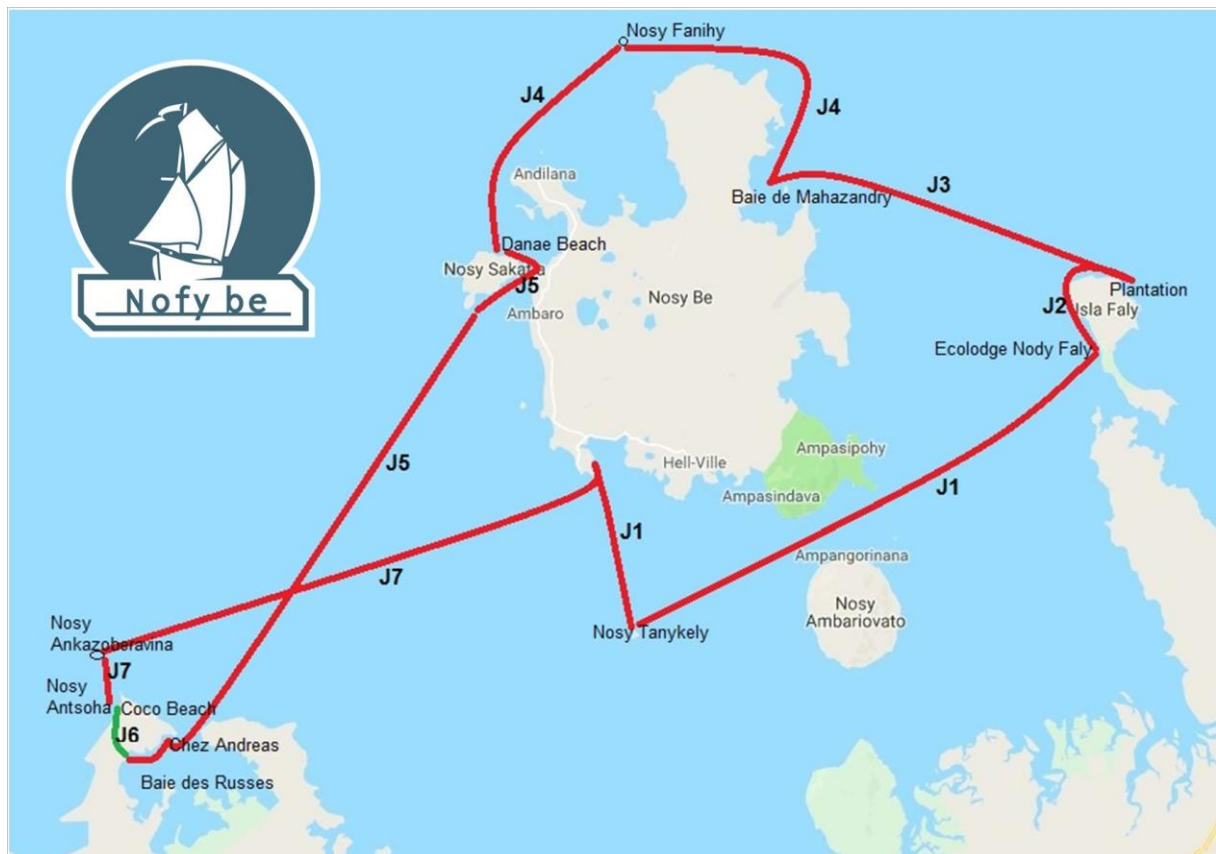 Nosy Fanihy
J4
J4
Andilana
Baie de Mahazandry
J3
Danae Beach
Nosy Sakatia
J5
Ambaro
Nosy Be
Plantation
J2
Isla Faly
Ecolodge Nody Faly
Nofy be
J5
Hell-Ville
Ampasipohy
Ampasindava
J1
J1
J7
Ampangorinana
Nosy
Ambariovato
Nosy Tanykely
Nosy
Ankazoberavina
J7
Nosy
Antsoha
Coco Beach
J6
Chez Andreas
Baie des Russes